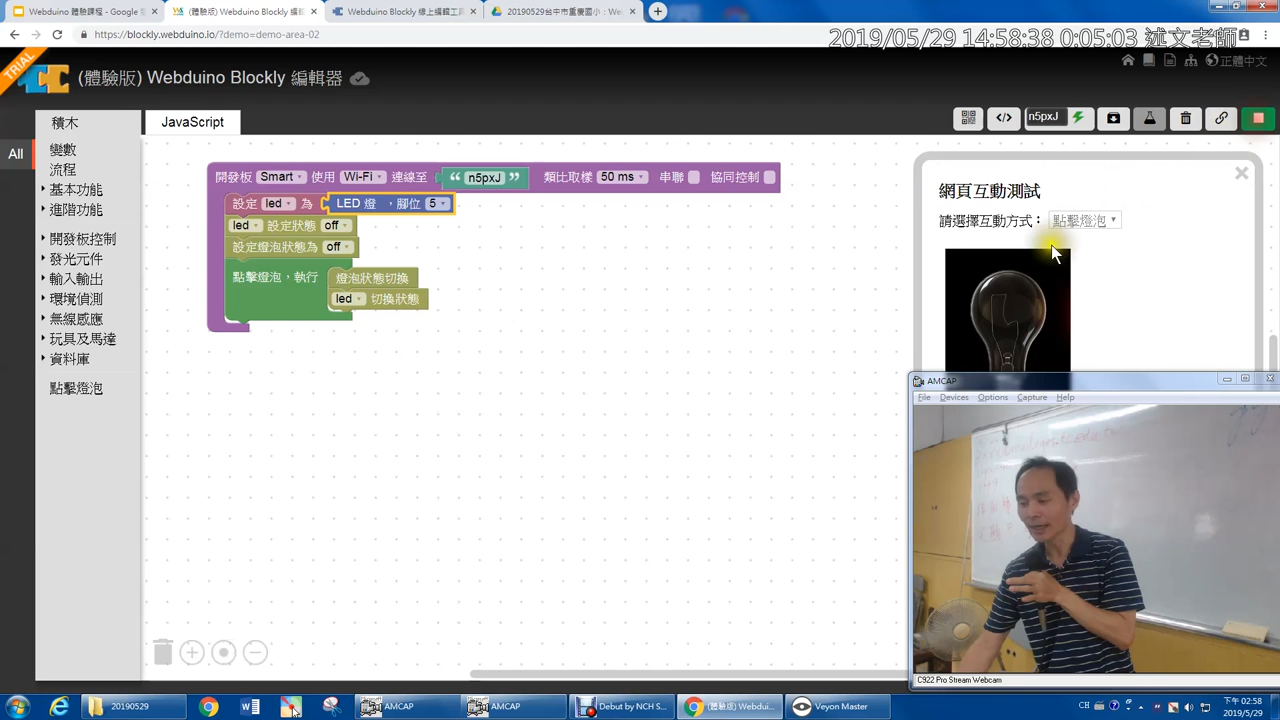 Webduino 體驗課程 - Google
(體驗版) Webduino Blockly 編輯
Webduino Blockly 線上編輯工具
20190529台中市重慶國小：We
https://blockly.webduino.io/?demo=demo-area-02
2019/05/29 14:58:38 0:05:03 述文老師
TRIAL
(體驗版) Webduino Blockly 編輯器
正體中文
積木
JavaScript
n5pxJ
All
變數
流程
基本功能
進階功能
開發板控制
發光元件
輸入輸出
環境偵測
無線感應
玩具及馬達
資料庫
點擊燈泡
開發板 Smart 使用 Wi-Fi 連線至 “ n5pxJ ” 類比取樣 50 ms 串聯 協同控制
設定 led 為 LED 燈 ，腳位 5
led 設定狀態 off
設定燈泡狀態為 off
點擊燈泡，執行 燈泡狀態切換
led 切換狀態
網頁互動測試
請選擇互動方式： 點擊燈泡
AMCAP
File Devices Options Capture Help
C922 Pro Stream Webcam
20190529
AMCAP
AMCAP
Debut by NCH S...
(體驗版) Webdui...
Veyon Master
CH
下午 02:58
2019/5/29